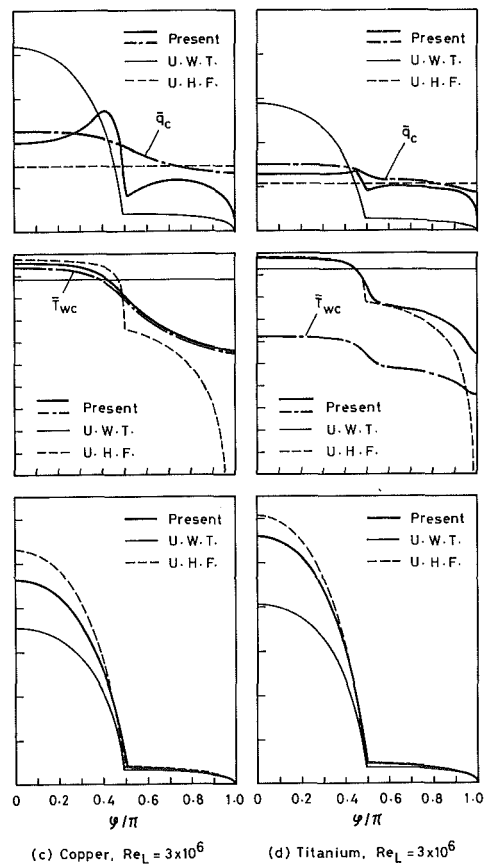 Present
U.W.T.
U.H.F.
q̄c
Present
U.W.T.
U.H.F.
q̄c
T̄wc
Present
U.W.T.
U.H.F.
T̄wc
Present
U.W.T.
U.H.F.
Present
U.W.T.
U.H.F.
Present
U.W.T.
U.H.F.
0 0.2 0.4 0.6 0.8 1.0
φ/π
0 0.2 0.4 0.6 0.8 1.0
φ/π
(c) Copper, ReL = 3x10⁶
(d) Titanium, ReL = 3x10⁶